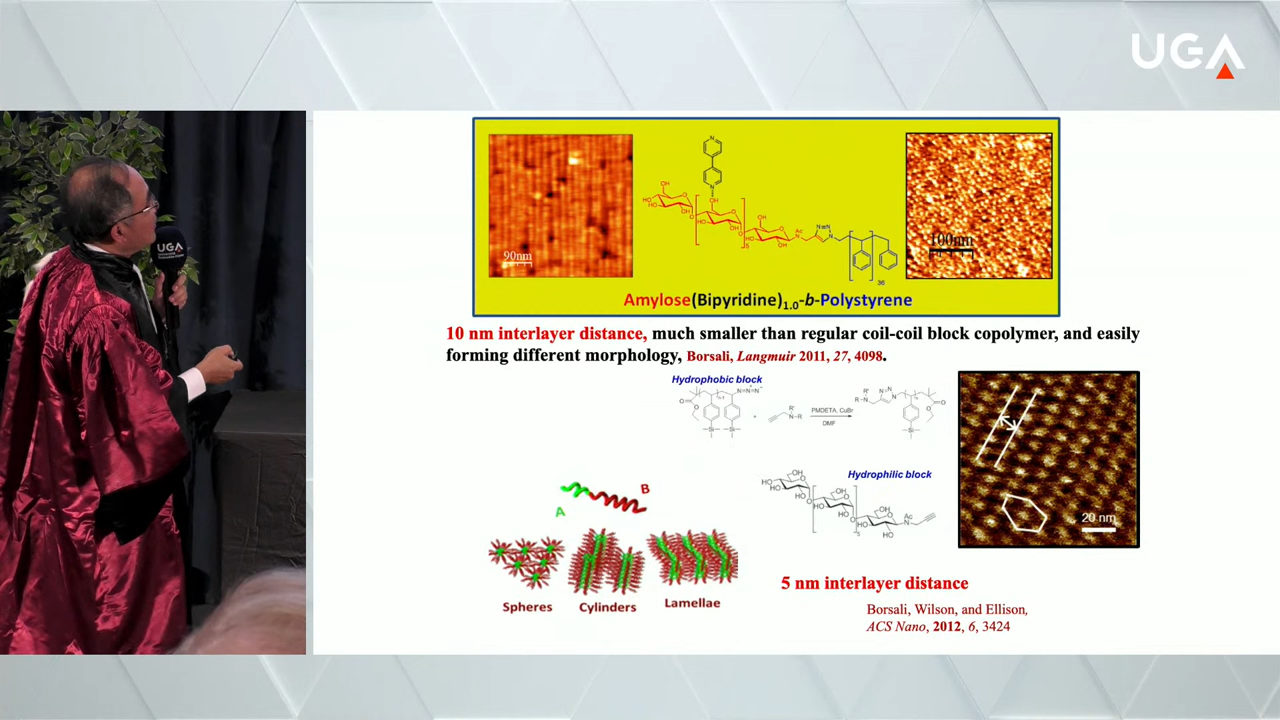 UGA
UGA
90nm
100nm
Amylose(Bipyridine)1.0-b-Polystyrene
10 nm interlayer distance, much smaller than regular coil-coil block copolymer, and easily
forming different morphology, Borsali, Langmuir 2011, 27, 4098.
Hydrophobic block
PMDETA, CuBr
DMF
Hydrophilic block
A
B
20 nm
Spheres
Cylinders
Lamellae
5 nm interlayer distance
Borsali, Wilson, and Ellison,
ACS Nano, 2012, 6, 3424